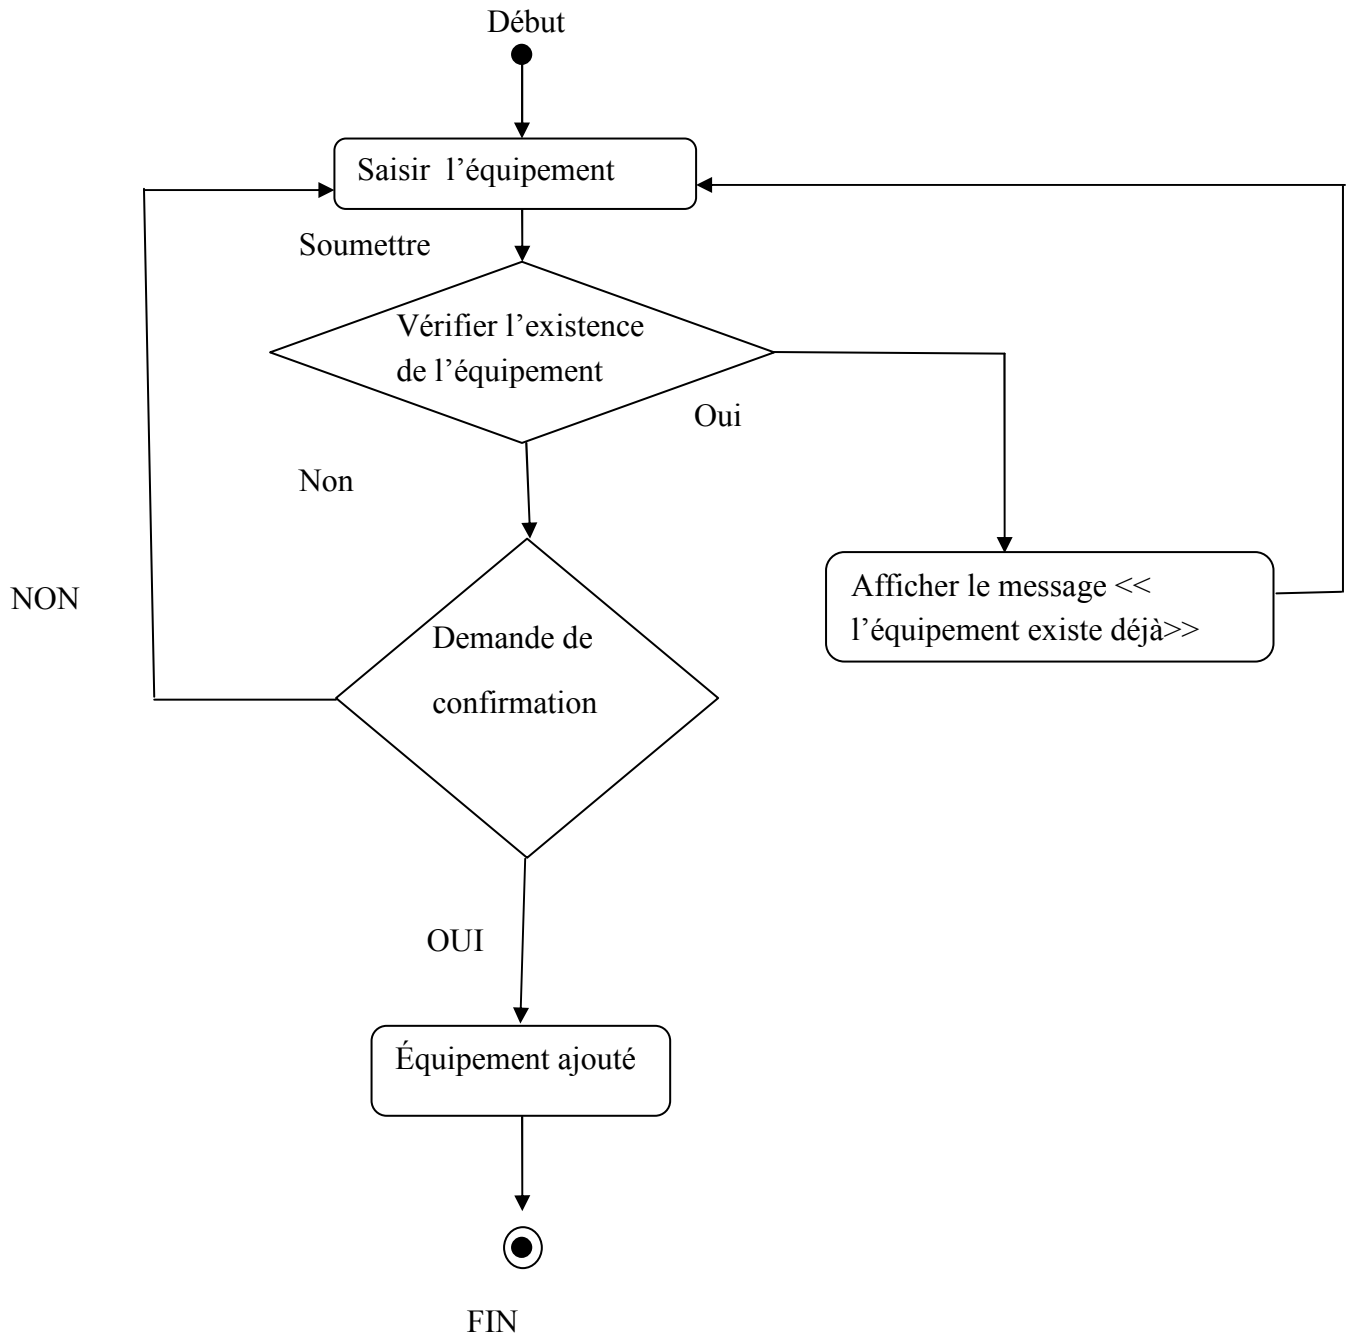 Début
Saisir l’équipement
Soumettre
Vérifier l’existence
de l’équipement
Oui
Non
Afficher le message <<
l’équipement existe déjà>>
NON
Demande de
confirmation
OUI
Équipement ajouté
FIN